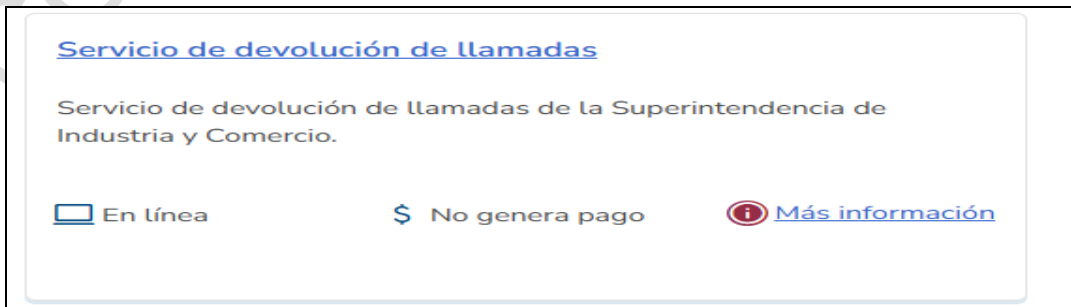 Servicio de devolución de llamadas
Servicio de devolución de llamadas de la Superintendencia de
Industria y Comercio.
En línea
$ No genera pago
Más información